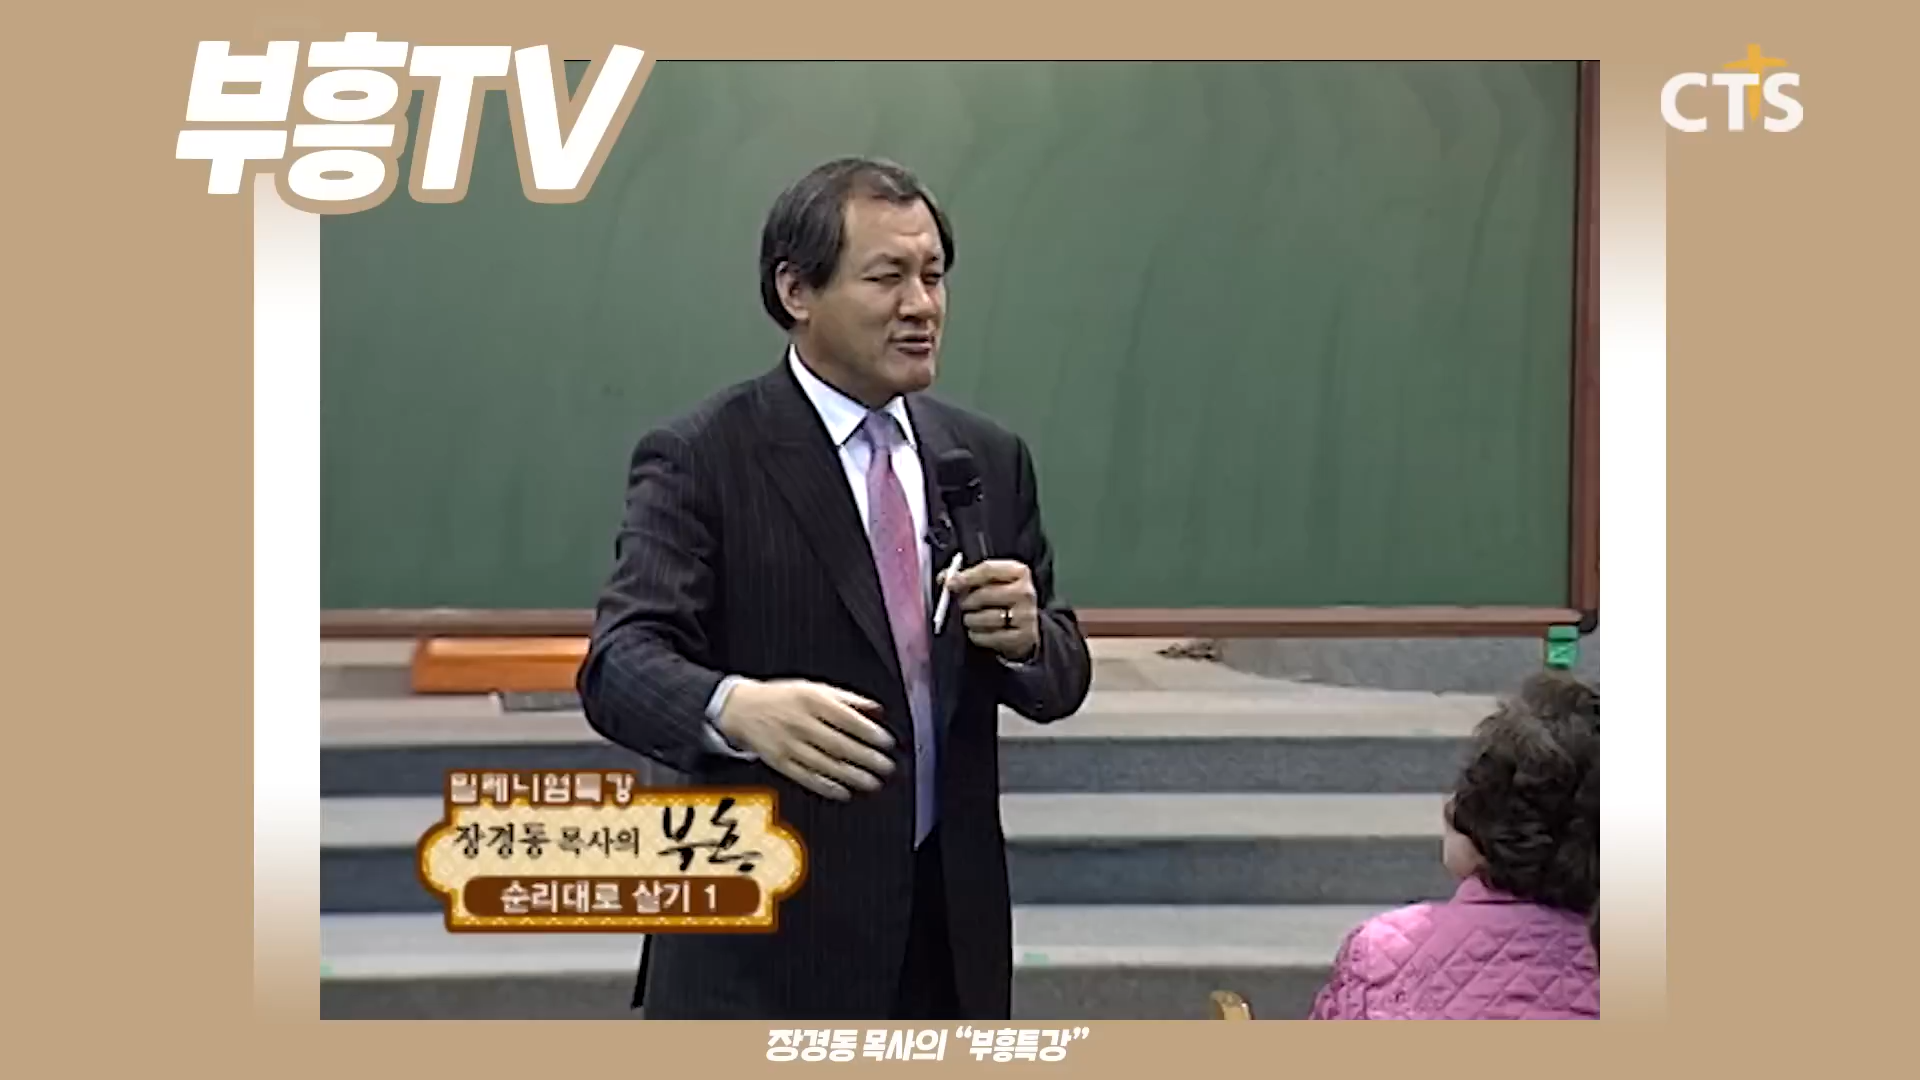 부흥TV
CTS
밀레니엄특강
장경동 목사의 부흥
순리대로 살기 1
장경동 목사의 “부흥특강”